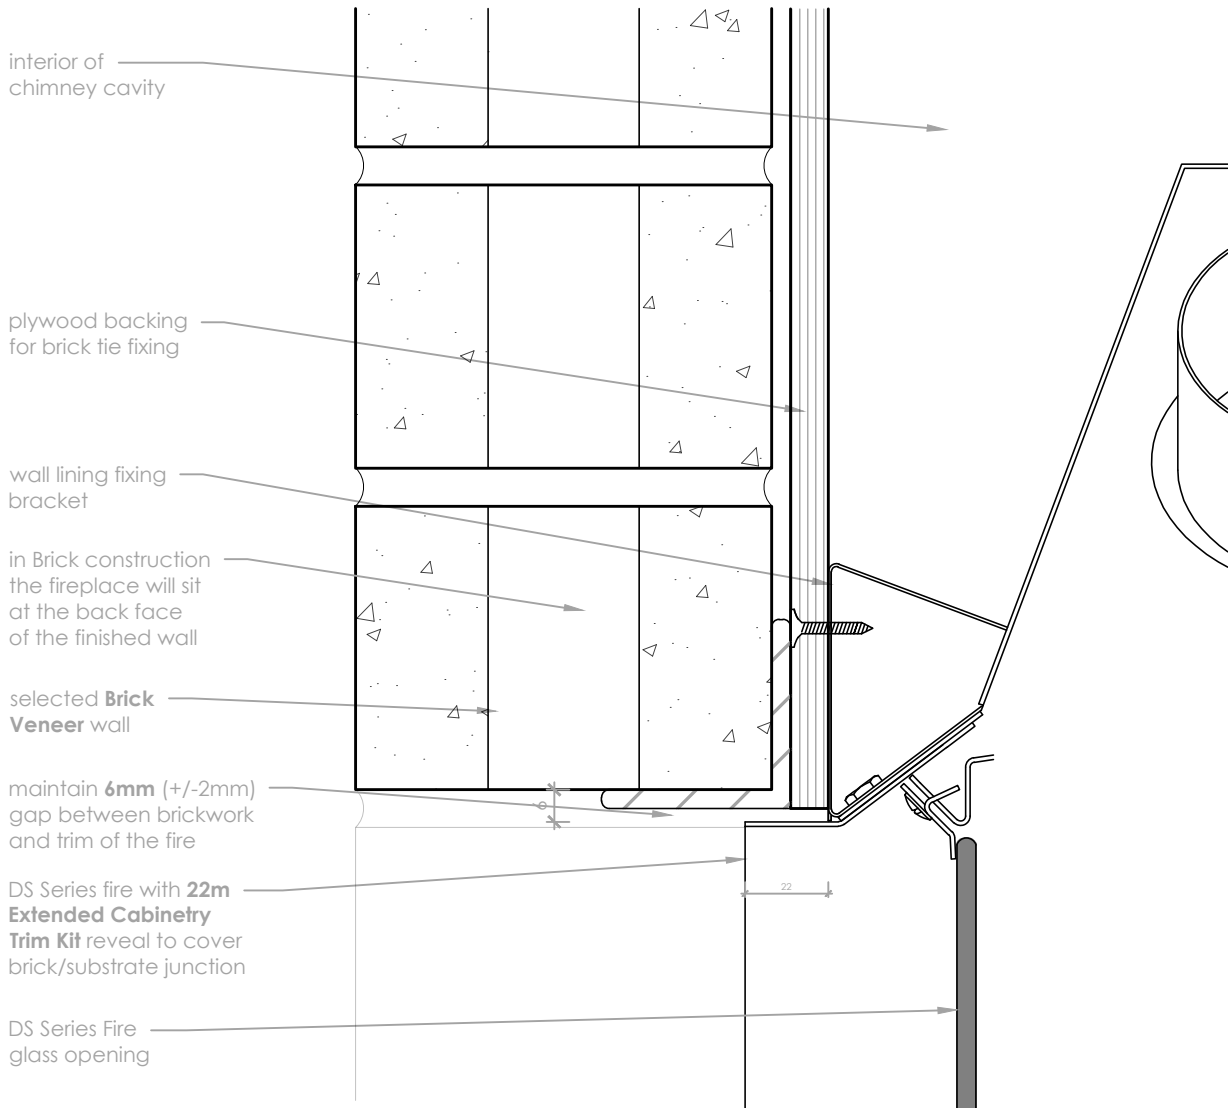 interior of
chimney cavity
plywood backing
for brick tie fixing
wall lining fixing
bracket
in Brick construction
the fireplace will sit
at the back face
of the finished wall
selected Brick
Veneer wall
maintain 6mm (+/-2mm)
gap between brickwork
and trim of the fire
6
DS Series fire with 22m
Extended Cabinetry
Trim Kit reveal to cover
brick/substrate junction
22
DS Series Fire
glass opening